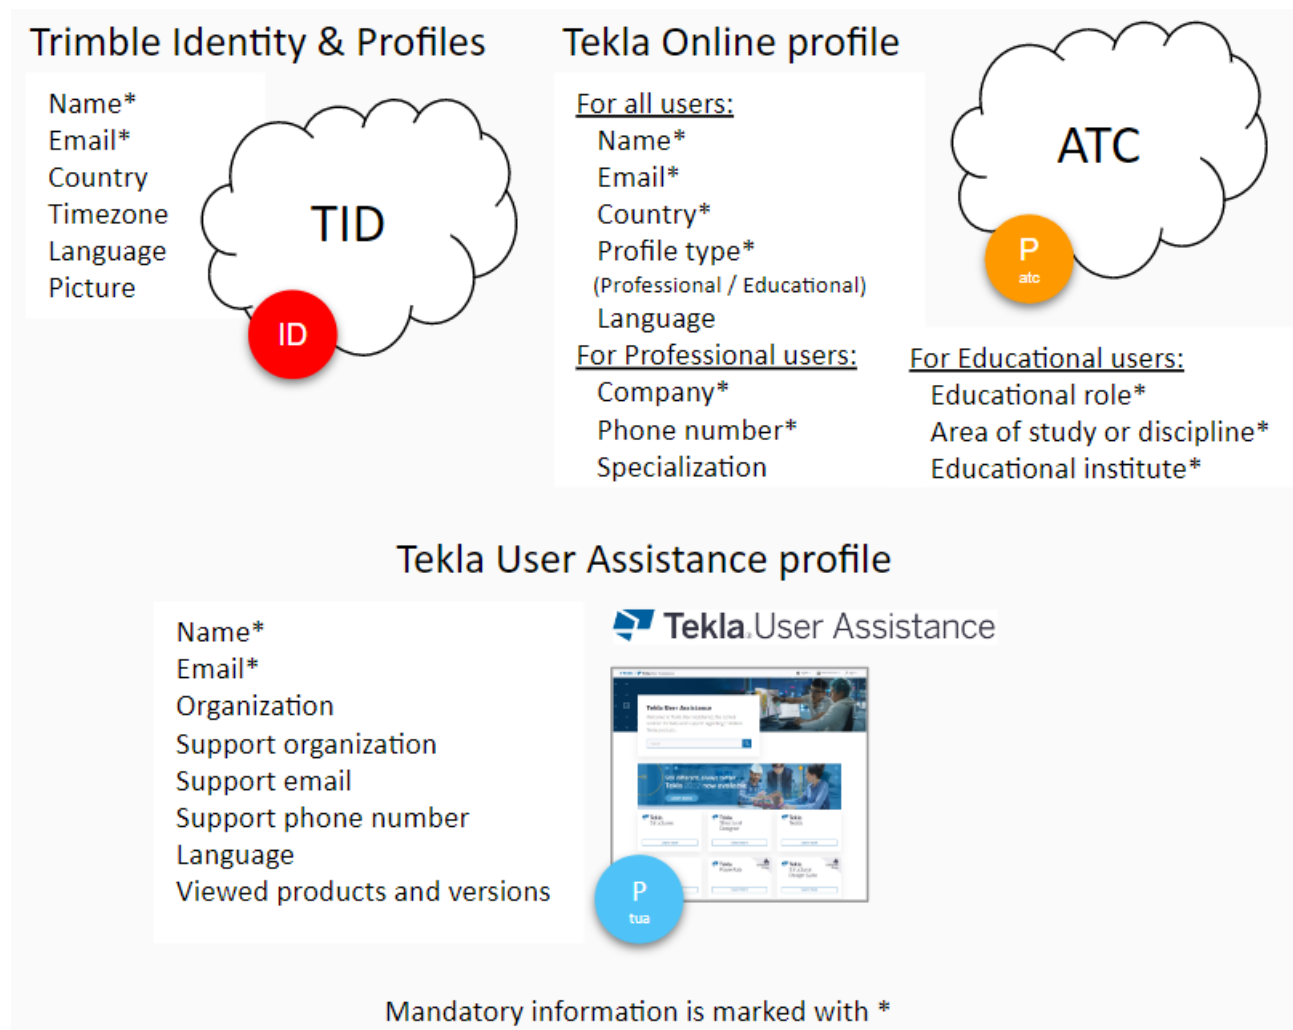 Trimble Identity & Profiles
Name*
Email*
Country
Timezone
Language
Picture
TID
ID
Tekla Online profile
For all users:
Name*
Email*
Country*
Profile type*
(Professional / Educational)
Language
For Professional users:
Company*
Phone number*
Specialization
ATC
P
atc
For Educational users:
Educational role*
Area of study or discipline*
Educational institute*
Tekla User Assistance profile
Name*
Email*
Organization
Support organization
Support email
Support phone number
Language
Viewed products and versions
Tekla User Assistance
Tekla User Assistance
P
tua
Mandatory information is marked with *